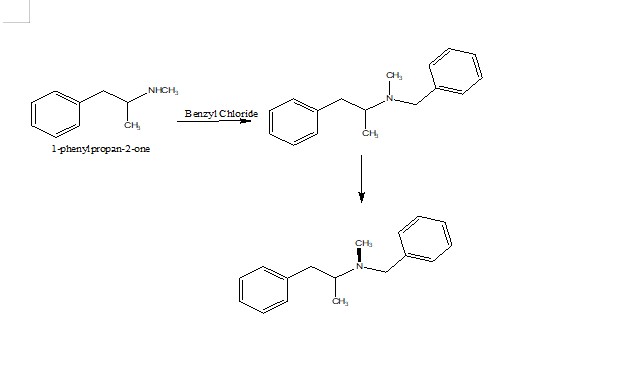 CH₃
NHCH₃
N
CH₃
Benzyl Chloride
CH₃
1-phenylpropan-2-one
CH₃
N
CH₃